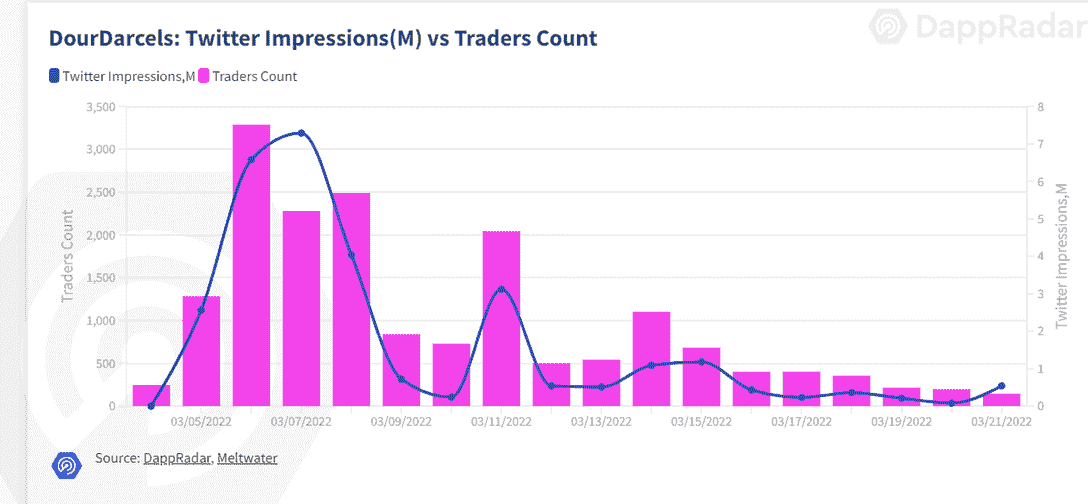 DappRadar
DourDarcels: Twitter Impressions(M) vs Traders Count
Twitter Impressions,M Traders Count
3,500 8
3,000 7
2,500 6
2,000 5
1,500 4
1,000 3
500 2
0 1
0
Traders Count
Twitter Impressions,M
03/05/2022 03/07/2022 03/09/2022 03/11/2022 03/13/2022 03/15/2022 03/17/2022 03/19/2022 03/21/2022
Source: DappRadar, Meltwater